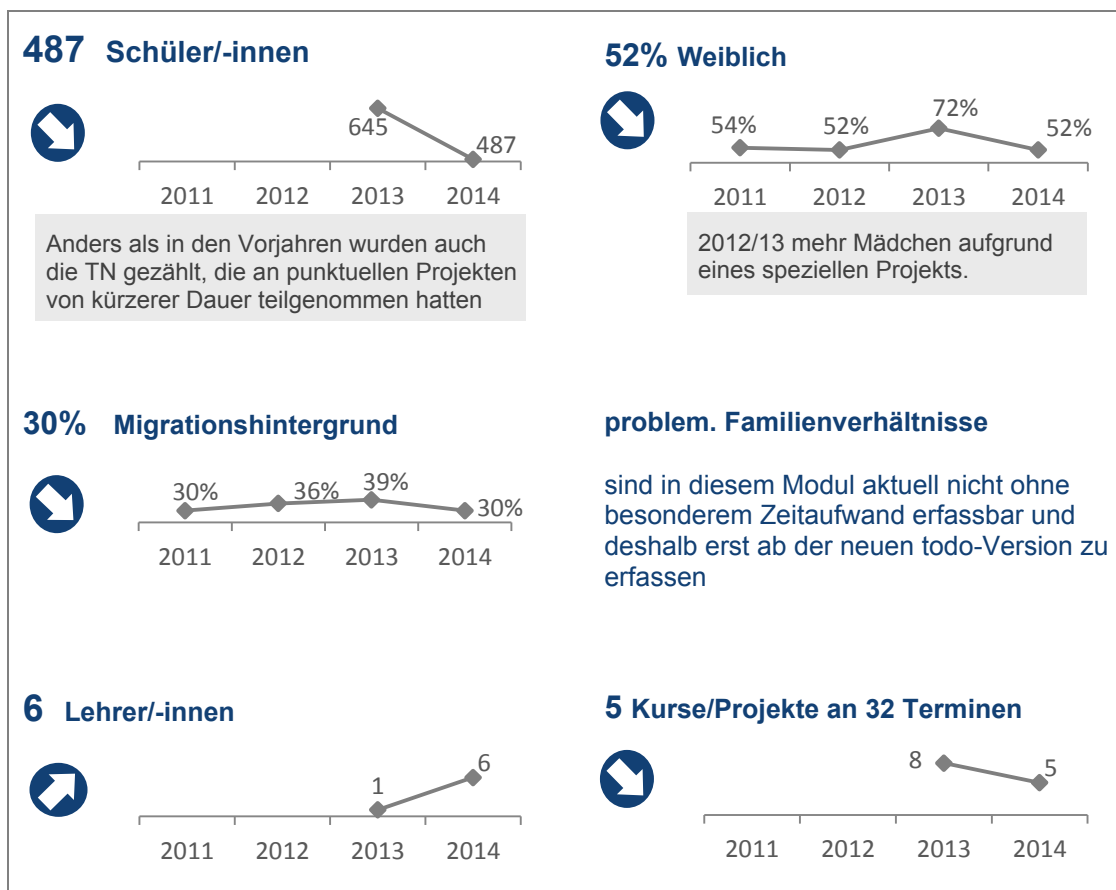 487 Schüler/-innen
645
487
2011 2012 2013 2014
Anders als in den Vorjahren wurden auch
die TN gezählt, die an punktuellen Projekten
von kürzerer Dauer teilgenommen hatten
52% Weiblich
54% 52% 72% 52%
2011 2012 2013 2014
2012/13 mehr Mädchen aufgrund
eines speziellen Projekts.
30% Migrationshintergrund
30% 36% 39% 30%
2011 2012 2013 2014
problem. Familienverhältnisse
sind in diesem Modul aktuell nicht ohne
besonderem Zeitaufwand erfassbar und
deshalb erst ab der neuen todo-Version zu
erfassen
6 Lehrer/-innen
1 6
2011 2012 2013 2014
5 Kurse/Projekte an 32 Terminen
8 5
2011 2012 2013 2014